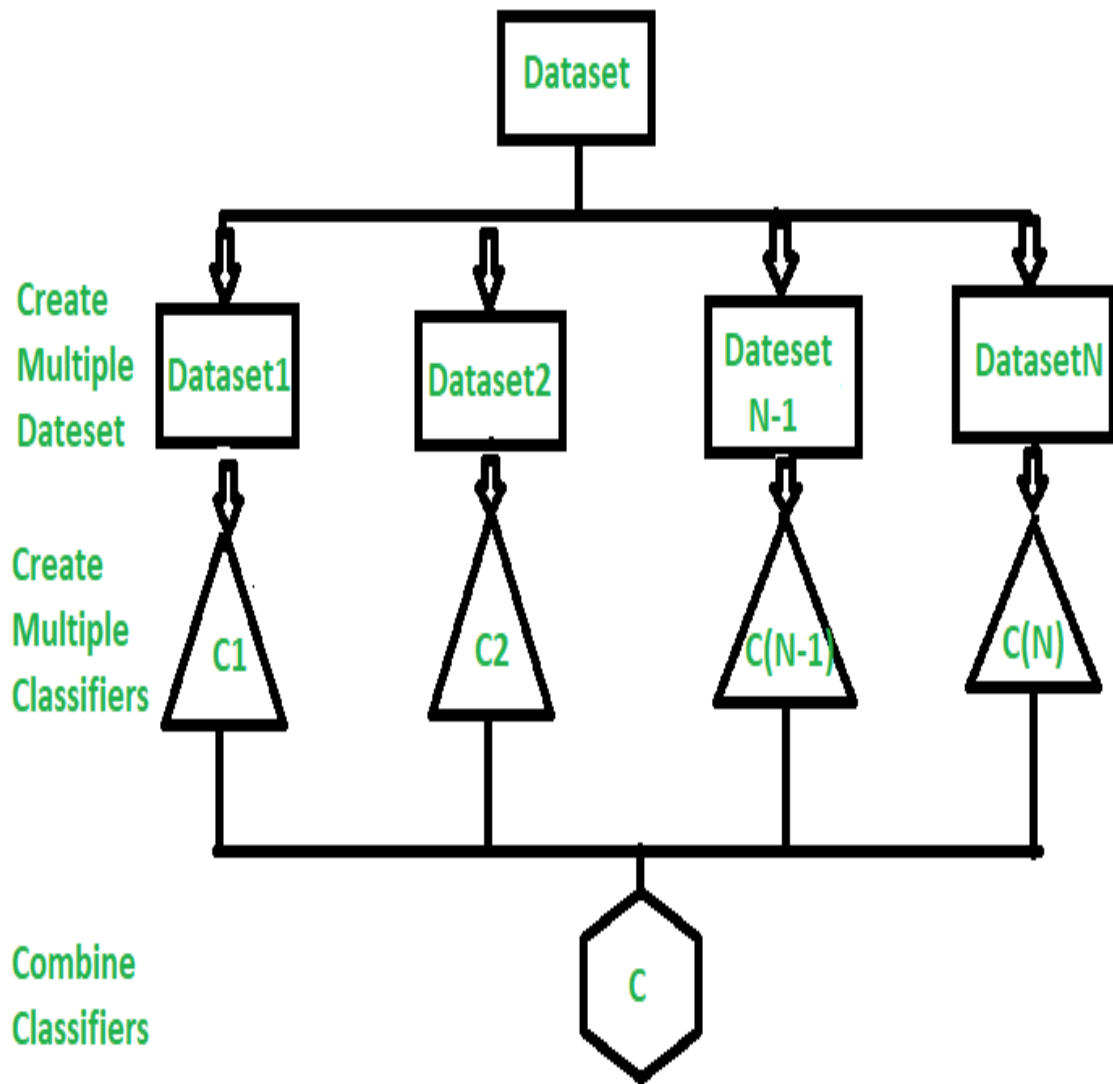 Dataset
Create
Multiple
Dateset
Dataset1
Dataset2
Dateset
N-1
DatasetN
Create
Multiple
Classifiers
C1
C2
C(N-1)
C(N)
Combine
Classifiers
C